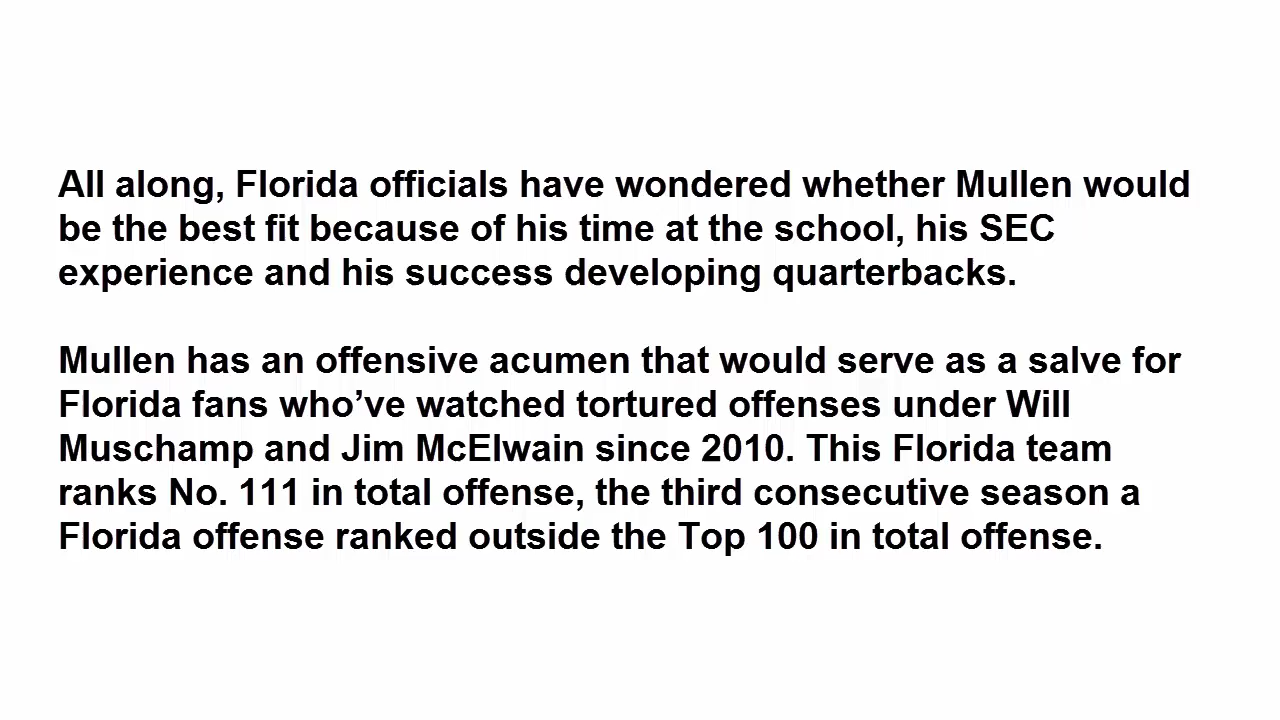 All along, Florida officials have wondered whether Mullen would
be the best fit because of his time at the school, his SEC
experience and his success developing quarterbacks.
Mullen has an offensive acumen that would serve as a salve for
Florida fans who’ve watched tortured offenses under Will
Muschamp and Jim McElwain since 2010. This Florida team
ranks No. 111 in total offense, the third consecutive season a
Florida offense ranked outside the Top 100 in total offense.